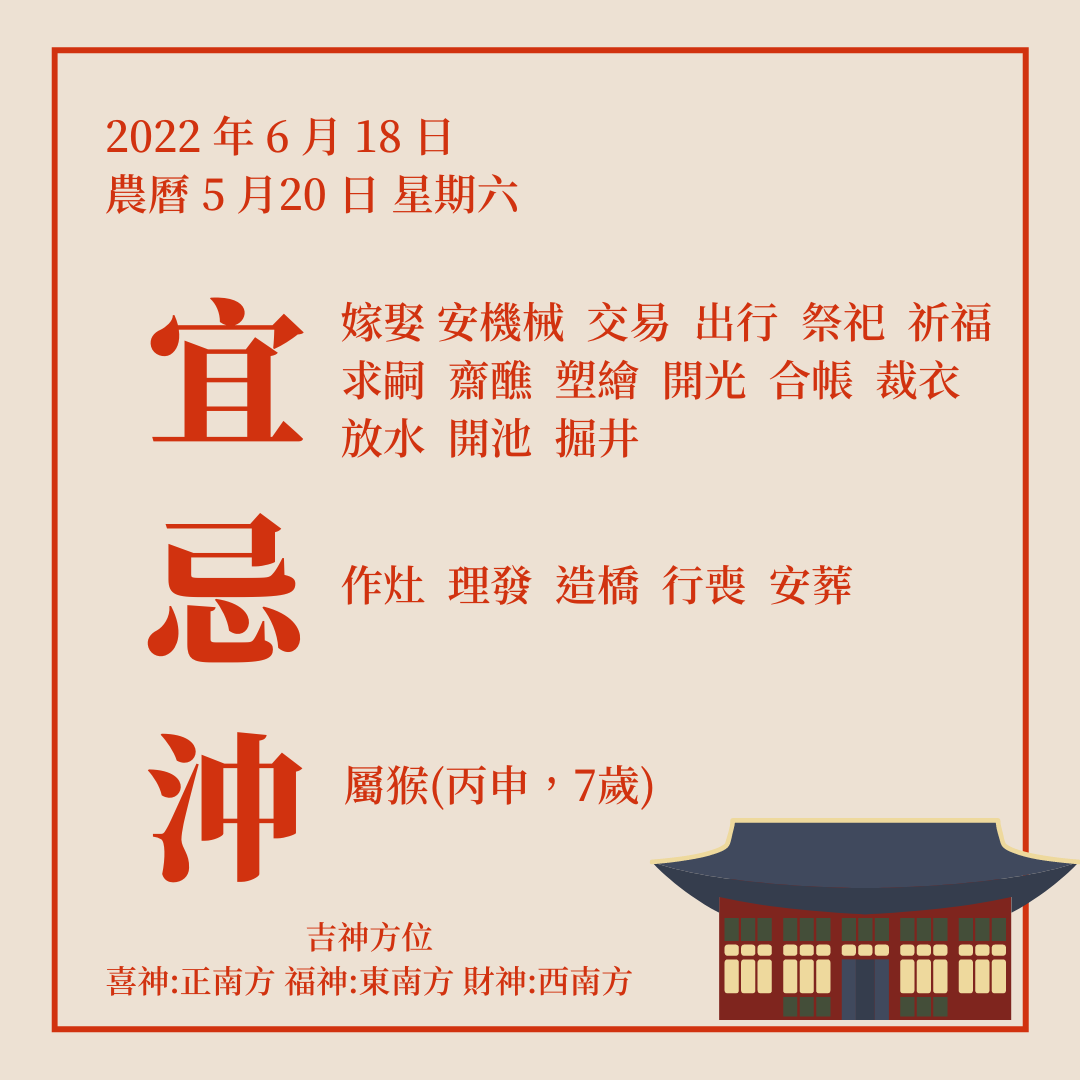 2022 年 6 月 18 日
農曆 5 月20 日 星期六
宜
嫁娶 安機械 交易 出行 祭祀 祈福
求嗣 齋醮 塑繪 開光 合帳 裁衣
放水 開池 掘井
忌
作灶 理發 造橋 行喪 安葬
沖
屬猴(丙申，7歲)
吉神方位
喜神:正南方 福神:東南方 財神:西南方